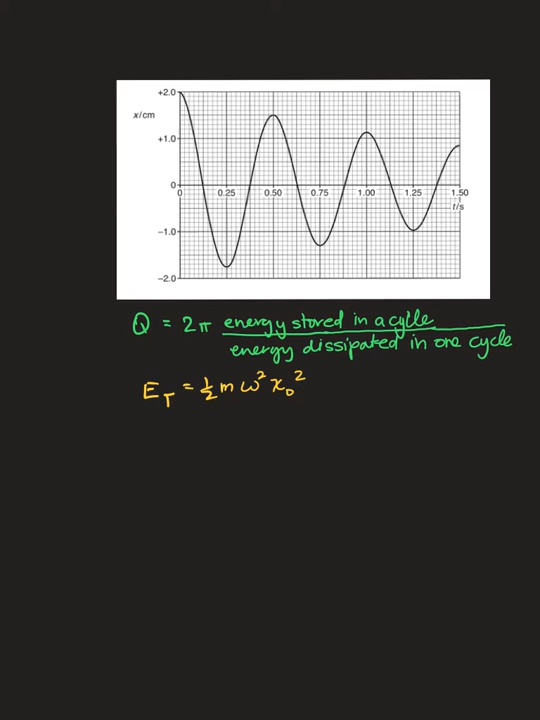 +2.0
x/cm
+1.0
0
0 0.25 0.50 0.75 1.00 1.25 1.50
t/s
−1.0
−2.0
Q = 2π energy stored in a cycle
energy dissipated in one cycle
E_T = ½ m ω² x₀²